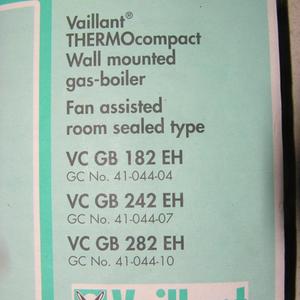 Vaillant®
THERMOcompact
Wall mounted
gas-boiler
Fan assisted
room sealed type
VC GB 182 EH
GC No. 41-044-04
VC GB 242 EH
GC No. 41-044-07
VC GB 282 EH
GC No. 41-044-10
Vaillant